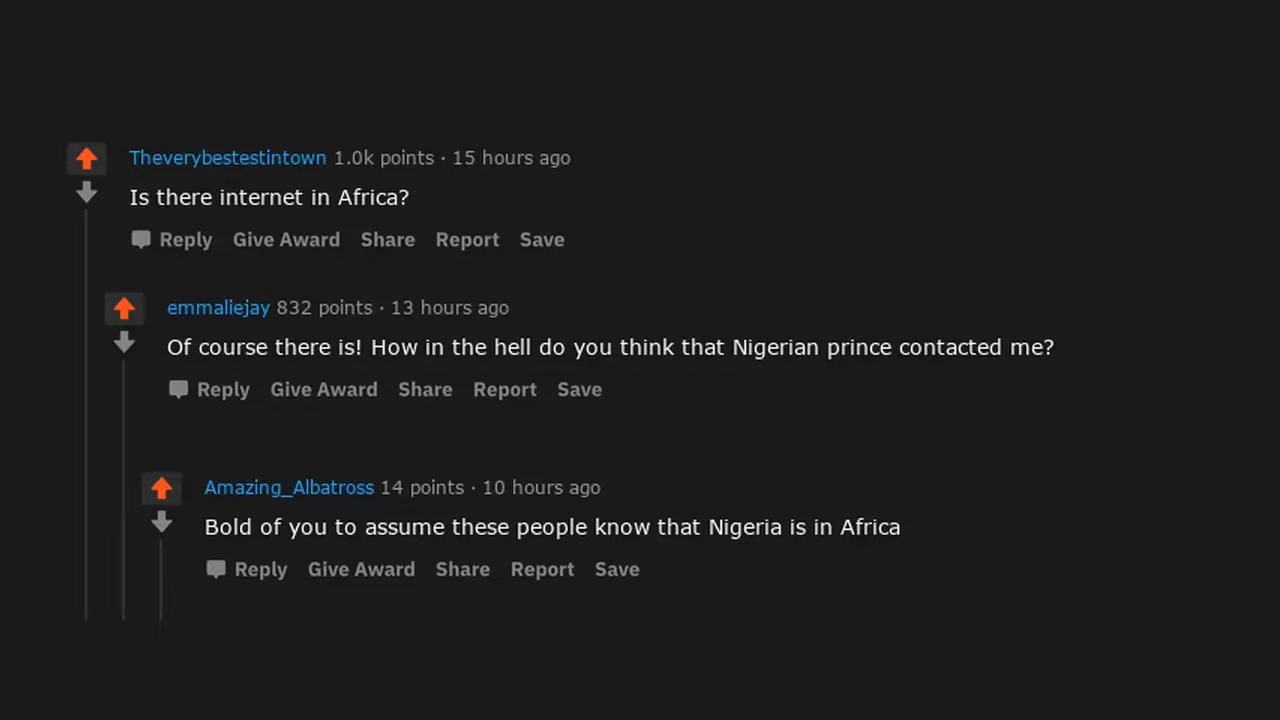 Theverybestestintown 1.0k points · 15 hours ago
Is there internet in Africa?
Reply Give Award Share Report Save
emmaliejay 832 points · 13 hours ago
Of course there is! How in the hell do you think that Nigerian prince contacted me?
Reply Give Award Share Report Save
Amazing_Albatross 14 points · 10 hours ago
Bold of you to assume these people know that Nigeria is in Africa
Reply Give Award Share Report Save